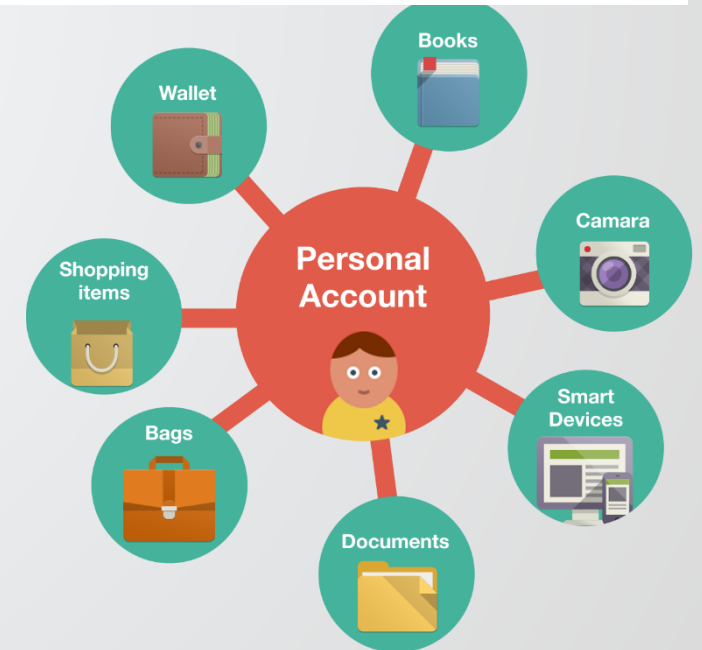 Books
Wallet
Camara
Personal
Account
Shopping
items
Smart
Devices
Bags
Documents